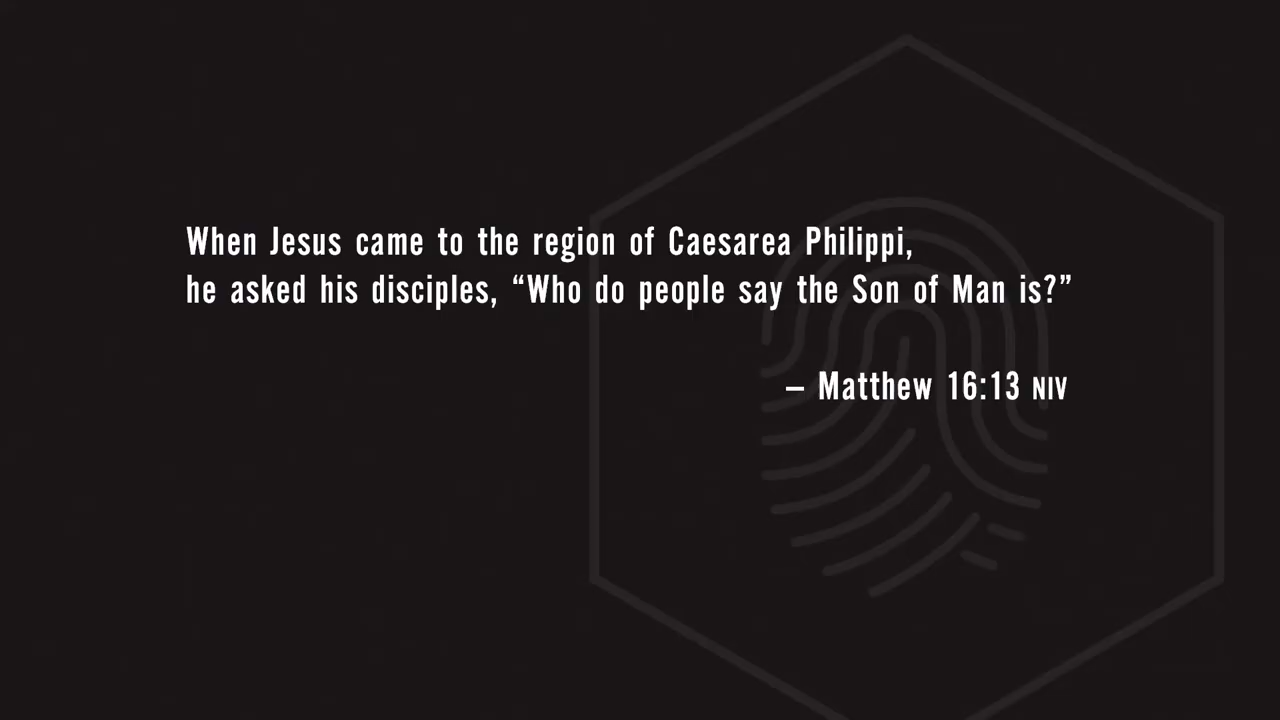 When Jesus came to the region of Caesarea Philippi,
he asked his disciples, “Who do people say the Son of Man is?”
– Matthew 16:13 NIV